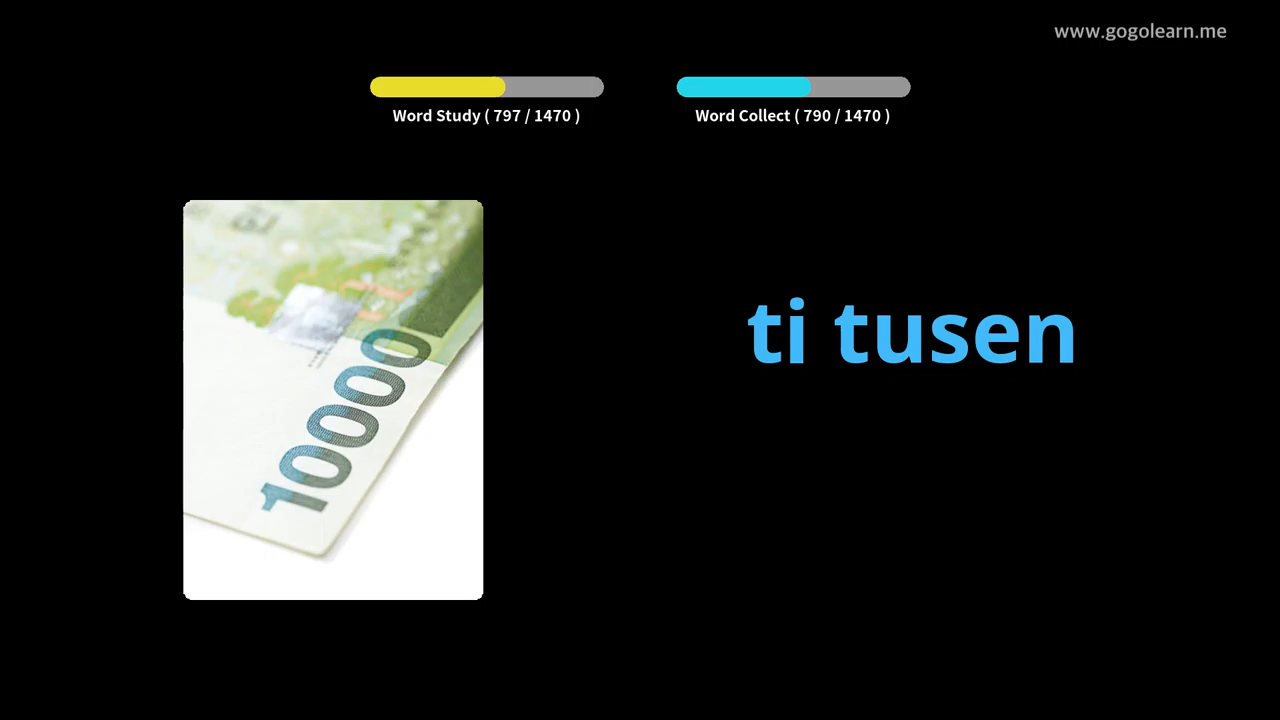 www.gogolearn.me
Word Study ( 797 / 1470 )
Word Collect ( 790 / 1470 )
ti tusen
10000